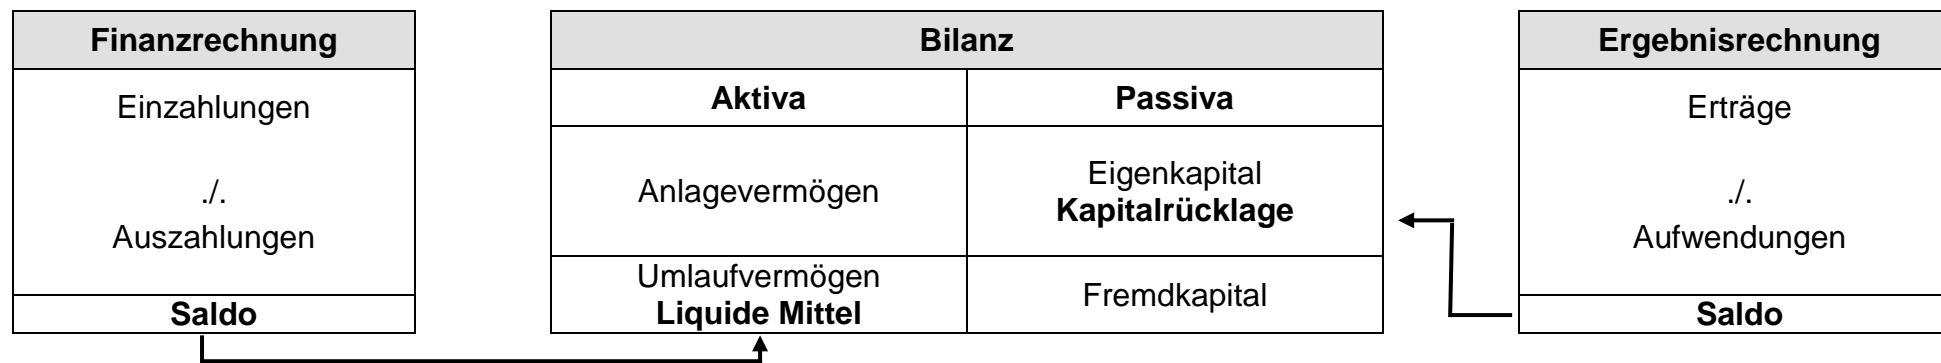 Finanzrechnung
Einzahlungen
./.
Auszahlungen
Saldo
Bilanz
Aktiva
Passiva
Anlagevermögen
Eigenkapital
Kapitalrücklage
Umlaufvermögen
Liquide Mittel
Fremdkapital
Ergebnisrechnung
Erträge
./.
Aufwendungen
Saldo